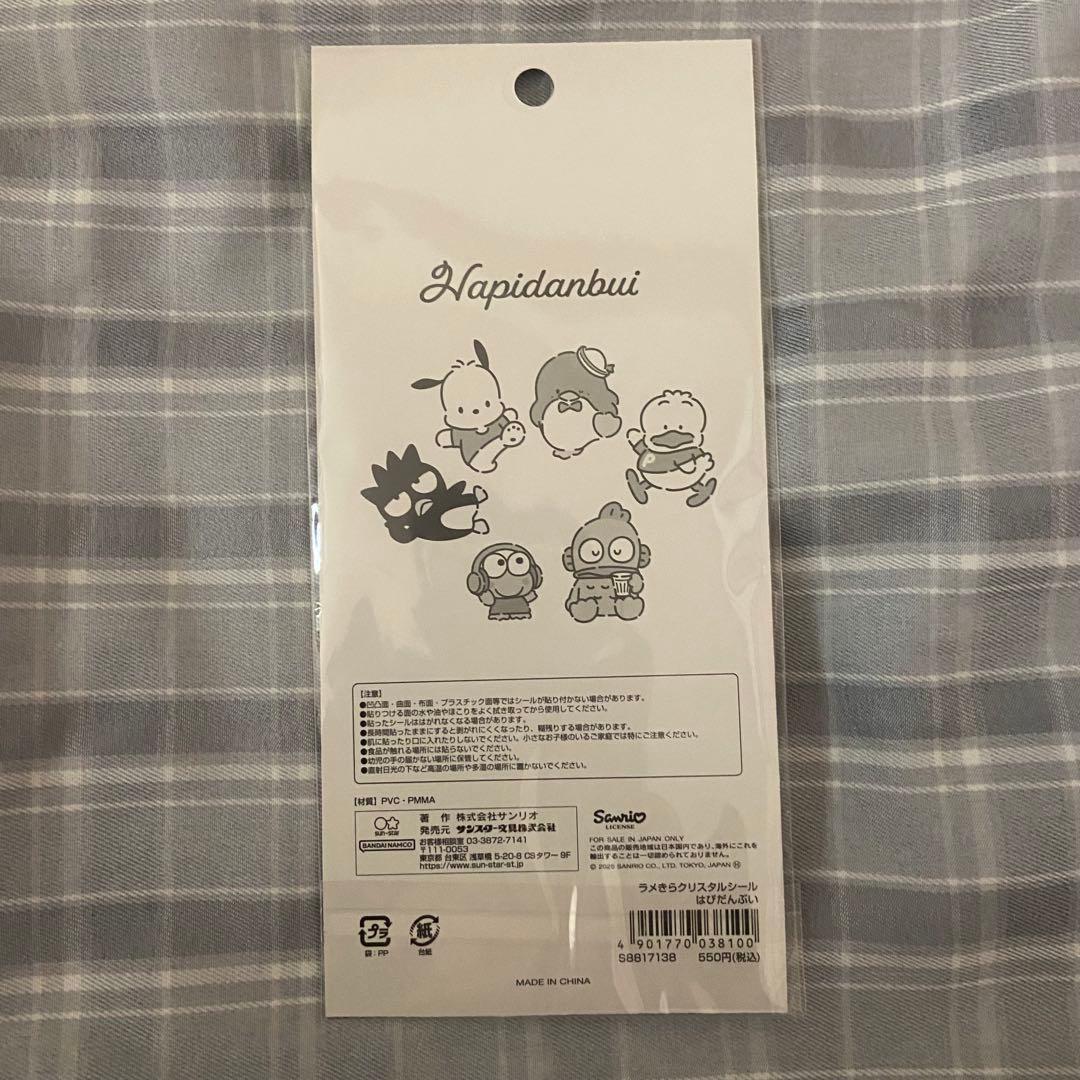 Hapidanbui
P
【注意】
●凹凸面・曲面・布面・プラスチック面等ではシールが貼り付かない場合があります。
●貼りつける面の水や油やほこりをよく拭き取ってから使用してください。
●貼ったシールははがれなくなる場合があります。
●長時間貼ったままにすると剥がれにくくなったり、糊残りする場合があります。
●肌に貼ったり口に入れたりしないでください。小さなお子様のいるご家庭では特にご注意ください。
●食品が触れる場所には貼らないでください。
●幼児の手の届かない場所に保管してください。
●直射日光の下など高温の場所や多湿の場所に置かないでください。
【材質】PVC・PMMA
sun-star
BANDAI NAMCO
著 作 株式会社サンリオ
発売元 サンスター文具株式会社
お客様相談室 03-3872-7141
〒111-0053
東京都 台東区 浅草橋 5-20-8 CSタワー 9F
https://www.sun-star-st.jp
Sanrio
LICENSE
FOR SALE IN JAPAN ONLY
この商品の販売地域は日本国内であり、海外にこれを
輸出することは一切認められておりません。
© 2025 SANRIO CO., LTD. TOKYO, JAPAN Ⓗ
ラメきらクリスタルシール
はぴだんぶい
4 901770 038100
S8817138 550円(税込)
プラ
袋：PP
紙
台紙
MADE IN CHINA